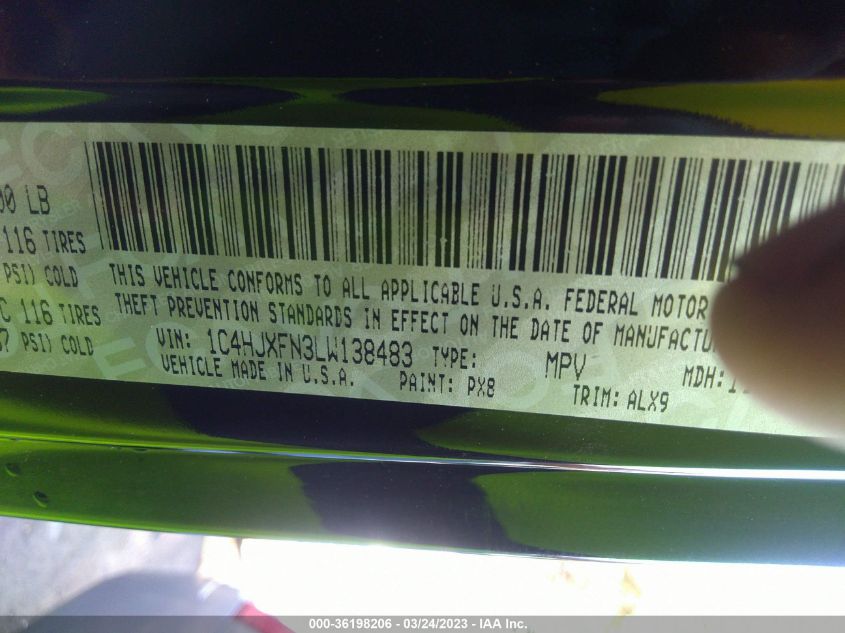 00 LB
116 TIRES
PSI) COLD
C 116 TIRES
PSI) COLD
THIS VEHICLE CONFORMS TO ALL APPLICABLE U.S.A. FEDERAL MOTOR
THEFT PREVENTION STANDARDS IN EFFECT ON THE DATE OF MANUFACTU
VIN: 1C4HJXFN3LW138483 TYPE: MPV MDH:
VEHICLE MADE IN U.S.A. PAINT: PX8 TRIM: ALX9
000-36198206 - 03/24/2023 - IAA Inc.